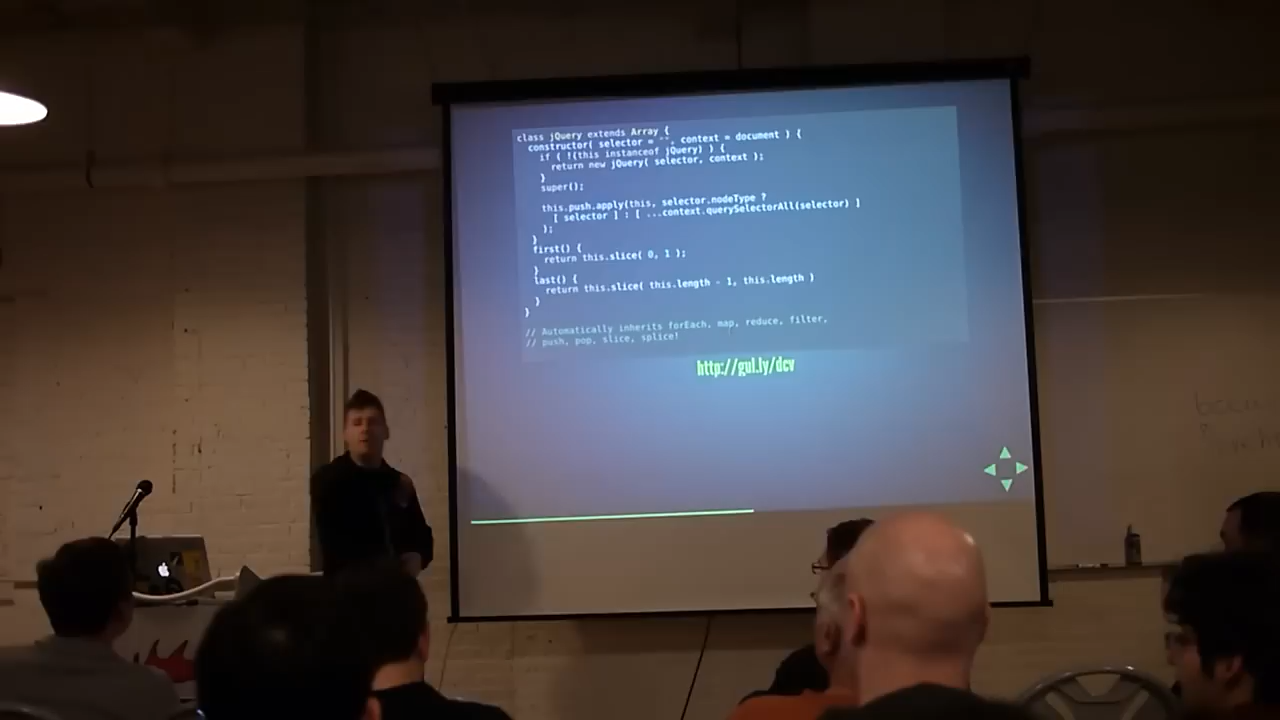 class jQuery extends Array {
constructor( selector = "", context = document ) {
if ( !(this instanceof jQuery) ) {
return new jQuery( selector, context );
}
super();
this.push.apply(this, selector.nodeType ?
[ selector ] : [ ...context.querySelectorAll(selector) ]
);
}
first() {
return this.slice( 0, 1 );
}
last() {
return this.slice( this.length - 1, this.length )
}
}
// Automatically inherits forEach, map, reduce, filter,
// push, pop, slice, splice!
http://gul.ly/dcv